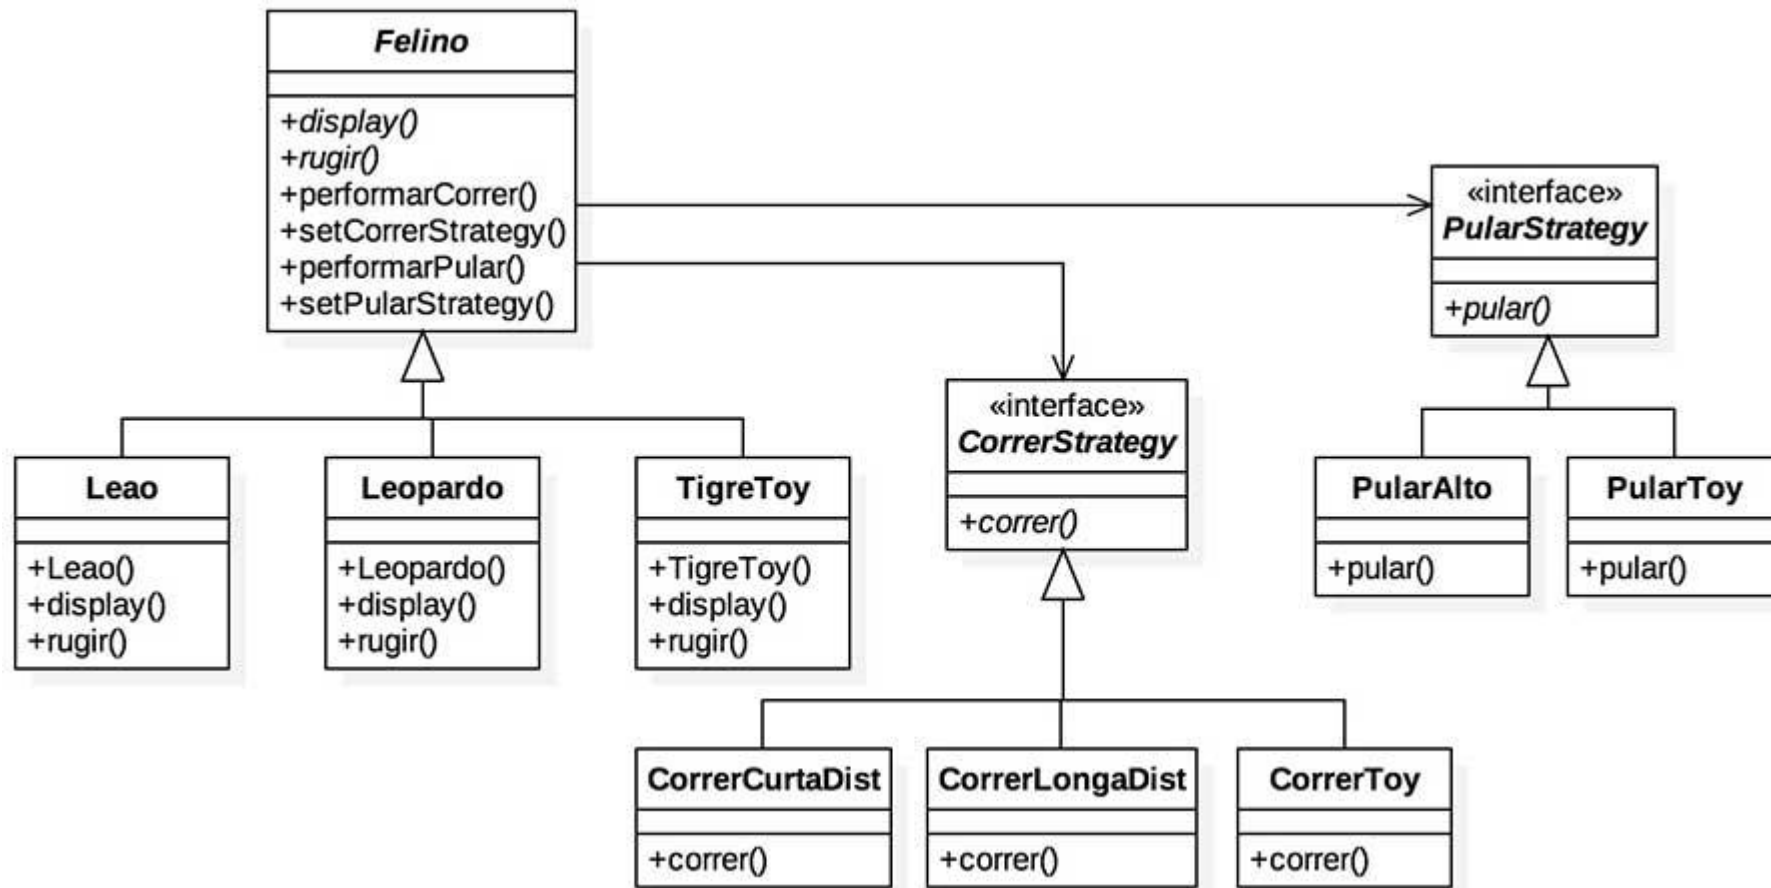 Felino
+display()
+rugir()
+performarCorrer()
+setCorrerStrategy()
+performarPular()
+setPularStrategy()
«interface»
PularStrategy
+pular()
«interface»
CorrerStrategy
+correr()
Leao
+Leao()
+display()
+rugir()
Leopardo
+Leopardo()
+display()
+rugir()
TigreToy
+TigreToy()
+display()
+rugir()
PularAlto
+pular()
PularToy
+pular()
CorrerCurtaDist
+correr()
CorrerLongaDist
+correr()
CorrerToy
+correr()